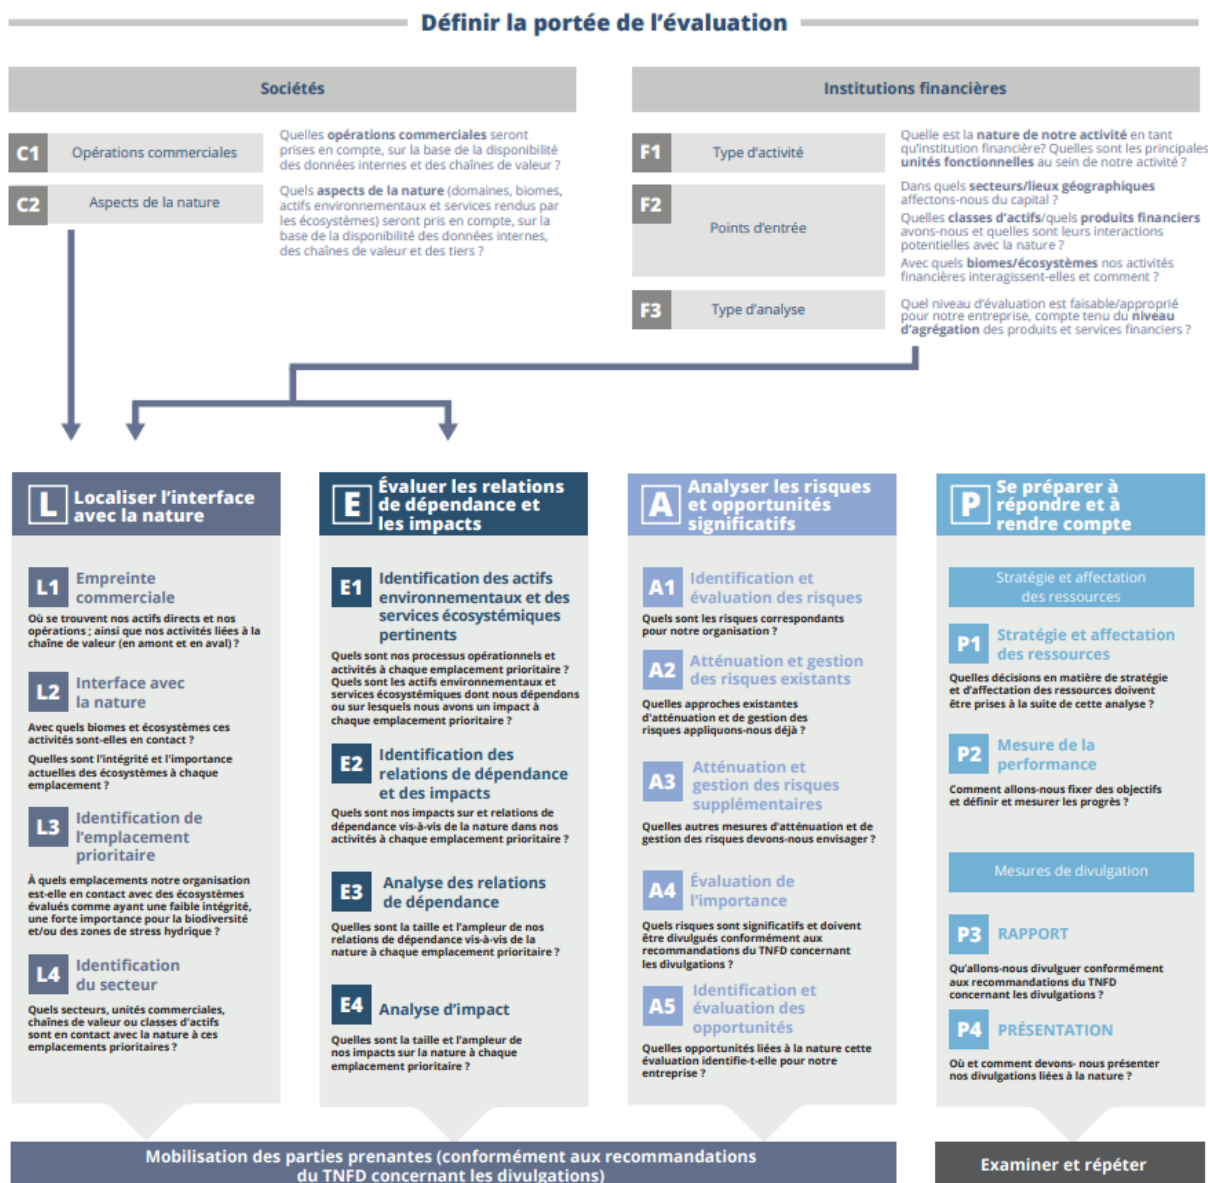 Définir la portée de l’évaluation
Sociétés
C1
Opérations commerciales
Quelles opérations commerciales seront
prises en compte, sur la base de la disponibilité
des données internes et des chaînes de valeur ?
C2
Aspects de la nature
Quels aspects de la nature (domaines, biomes,
actifs environnementaux et services rendus par
les écosystèmes) seront pris en compte, sur la
base de la disponibilité des données internes,
des chaînes de valeur et des tiers ?
Institutions financières
F1
Type d’activité
Quelle est la nature de notre activité en tant
qu’institution financière? Quelles sont les principales
unités fonctionnelles au sein de notre activité ?
F2
Points d’entrée
Dans quels secteurs/lieux géographiques
affectons-nous du capital ?
Quelles classes d’actifs/quels produits financiers
avons-nous et quelles sont leurs interactions
potentielles avec la nature ?
Avec quels biomes/écosystèmes nos activités
financières interagissent-elles et comment ?
F3
Type d’analyse
Quel niveau d’évaluation est faisable/approprié
pour notre entreprise, compte tenu du niveau
d’agrégation des produits et services financiers ?
L
Localiser l’interface
avec la nature
L1
Empreinte
commerciale
Où se trouvent nos actifs directs et nos
opérations ; ainsi que nos activités liées à la
chaîne de valeur (en amont et en aval) ?
L2
Interface avec
la nature
Avec quels biomes et écosystèmes ces
activités sont-elles en contact ?
Quelles sont l’intégrité et l’importance
actuelles des écosystèmes à chaque
emplacement ?
L3
Identification de
l’emplacement
prioritaire
À quels emplacements notre organisation
est-elle en contact avec des écosystèmes
évalués comme ayant une faible intégrité,
une forte importance pour la biodiversité
et/ou des zones de stress hydrique ?
L4
Identification
du secteur
Quels secteurs, unités commerciales,
chaînes de valeur ou classes d’actifs
sont en contact avec la nature à ces
emplacements prioritaires ?
E
Évaluer les relations
de dépendance et
les impacts
E1
Identification des actifs
environnementaux et des
services écosystémiques
pertinents
Quels sont nos processus opérationnels et
activités à chaque emplacement prioritaire ?
Quels sont les actifs environnementaux et
services écosystémiques dont nous dépendons
ou sur lesquels nous avons un impact à
chaque emplacement prioritaire ?
E2
Identification des
relations de dépendance
et des impacts
Quels sont nos impacts sur et relations de
dépendance vis-à-vis de la nature dans nos
activités à chaque emplacement prioritaire ?
E3
Analyse des relations
de dépendance
Quelles sont la taille et l’ampleur de nos
relations de dépendance vis-à-vis de la
nature à chaque emplacement prioritaire ?
E4
Analyse d’impact
Quelles sont la taille et l’ampleur de
nos impacts sur la nature à chaque
emplacement prioritaire ?
A
Analyser les risques
et opportunités
significatifs
A1
Identification et
évaluation des risques
Quels sont les risques correspondants
pour notre organisation ?
A2
Atténuation et gestion
des risques existants
Quelles approches existantes
d’atténuation et de gestion des
risques appliquons-nous déjà ?
A3
Atténuation et
gestion des risques
supplémentaires
Quelles autres mesures d’atténuation et de
gestion des risques devons-nous envisager ?
A4
Évaluation de
l’importance
Quels risques sont significatifs et doivent
être divulgués conformément aux
recommandations du TNFD concernant
les divulgations ?
A5
Identification et
évaluation des
opportunités
Quelles opportunités liées à la nature cette
évaluation identifie-t-elle pour notre
entreprise ?
P
Se préparer à
répondre et à
rendre compte
Stratégie et affectation
des ressources
P1
Stratégie et affectation
des ressources
Quelles décisions en matière de stratégie
et d’affectation des ressources doivent
être prises à la suite de cette analyse ?
P2
Mesure de la
performance
Comment allons-nous fixer des objectifs
et définir et mesurer les progrès ?
Mesures de divulgation
P3
RAPPORT
Qu’allons-nous divulguer conformément
aux recommandations du TNFD
concernant les divulgations ?
P4
PRÉSENTATION
Où et comment devons- nous présenter
nos divulgations liées à la nature ?
Mobilisation des parties prenantes (conformément aux recommandations
du TNFD concernant les divulgations)
Examiner et répéter